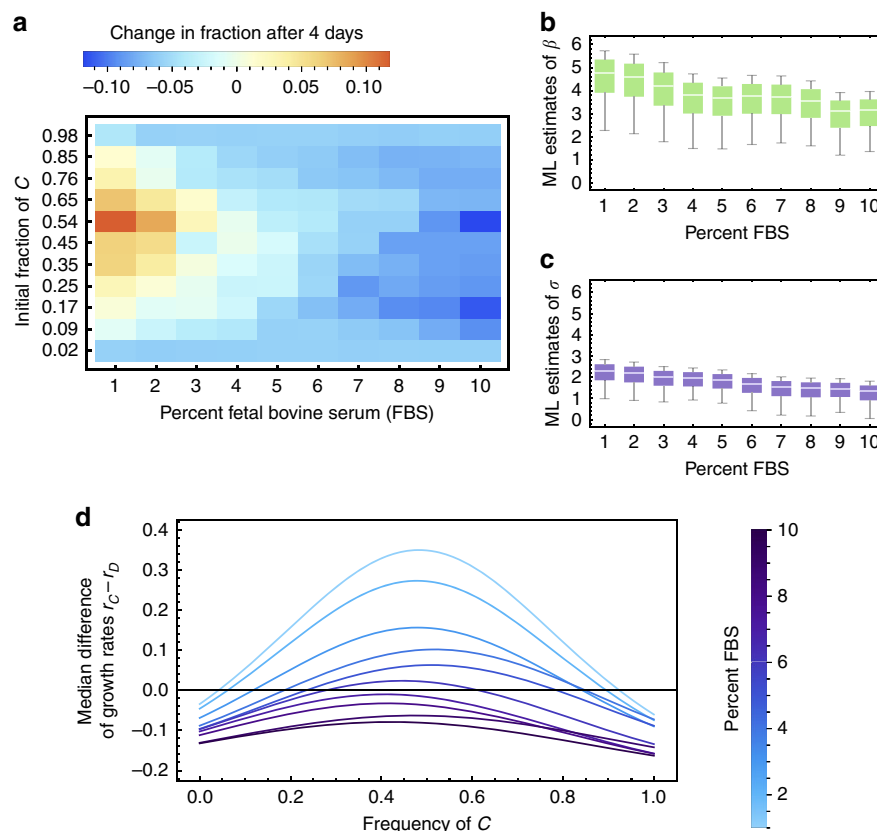 a
Change in fraction after 4 days
−0.10 −0.05 0 0.05 0.10
Initial fraction of C
0.98
0.85
0.76
0.65
0.54
0.45
0.35
0.25
0.17
0.09
0.02
1 2 3 4 5 6 7 8 9 10
Percent fetal bovine serum (FBS)
b
ML estimates of β
6
5
4
3
2
1
0
1 2 3 4 5 6 7 8 9 10
Percent FBS
c
ML estimates of σ
6
5
4
3
2
1
0
1 2 3 4 5 6 7 8 9 10
Percent FBS
d
Median difference
of growth rates rC − rD
0.4
0.3
0.2
0.1
0.0
−0.1
−0.2
0.0 0.2 0.4 0.6 0.8 1.0
Frequency of C
Percent FBS
10
8
6
4
2